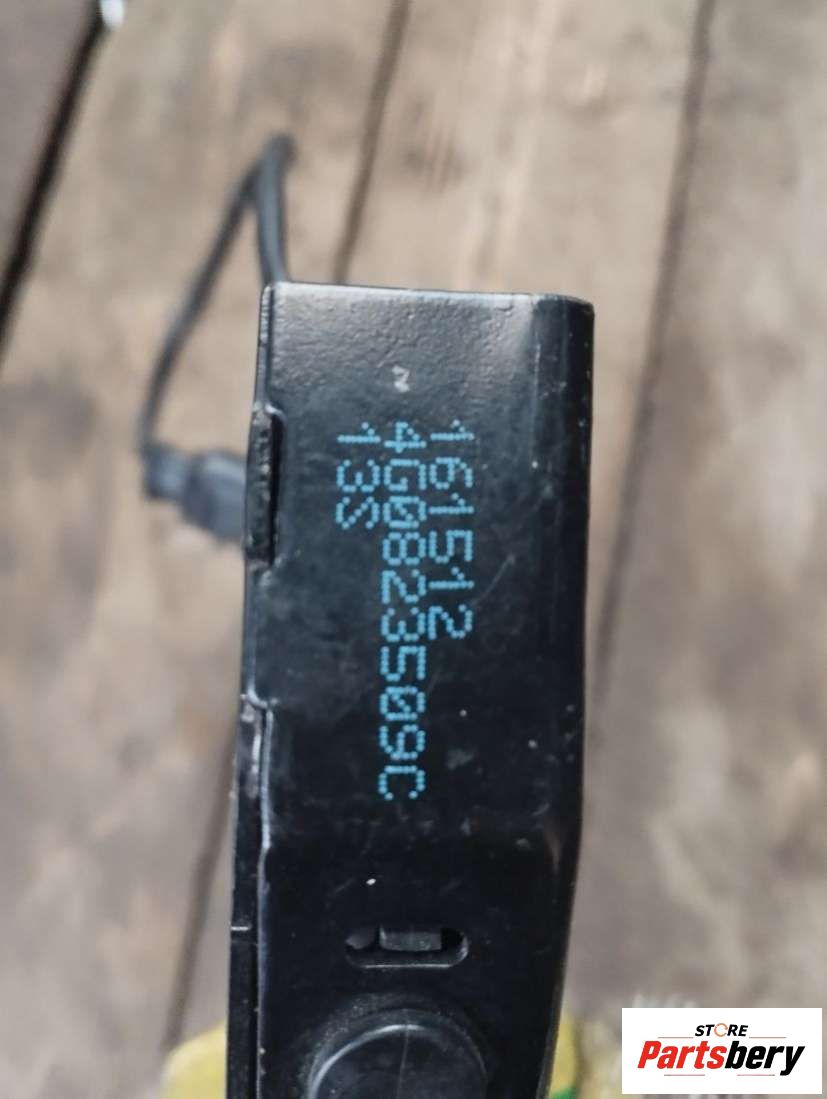 161512
4G0823509C
13S
STORE
Partsbery